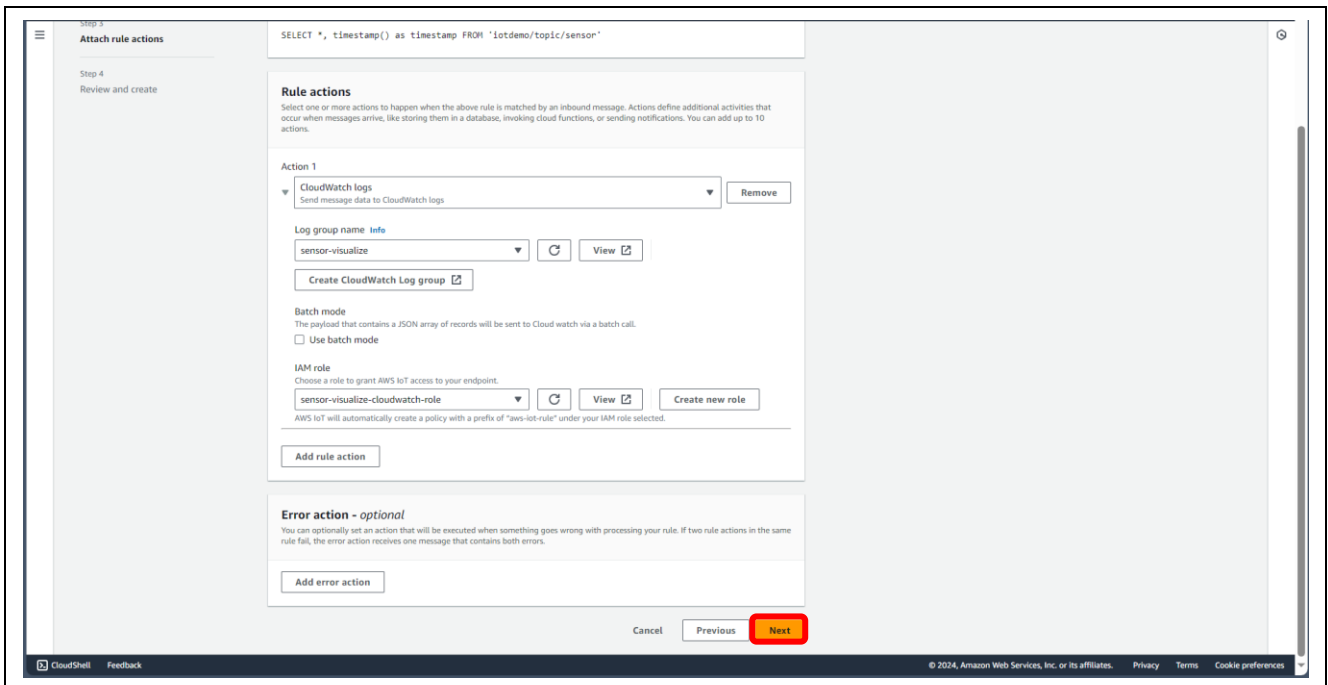 Step 3
Attach rule actions
Step 4
Review and create
SELECT *, timestamp() as timestamp FROM 'iotdemo/topic/sensor'
Rule actions
Select one or more actions to happen when the above rule is matched by an inbound message. Actions define additional activities that
occur when messages arrive, like storing them in a database, invoking cloud functions, or sending notifications. You can add up to 10
actions.
Action 1
CloudWatch logs
Send message data to CloudWatch logs
Remove
Log group name Info
sensor-visualize
View
Create CloudWatch Log group
Batch mode
The payload that contains a JSON array of records will be sent to Cloud watch via a batch call.
Use batch mode
IAM role
Choose a role to grant AWS IoT access to your endpoint.
sensor-visualize-cloudwatch-role
View
Create new role
AWS IoT will automatically create a policy with a prefix of "aws-iot-rule" under your IAM role selected.
Add rule action
Error action - optional
You can optionally set an action that will be executed when something goes wrong with processing your rule. If two rule actions in the same
rule fail, the error action receives one message that contains both errors.
Add error action
Cancel
Previous
Next
CloudShell Feedback
© 2024, Amazon Web Services, Inc. or its affiliates. Privacy Terms Cookie preferences